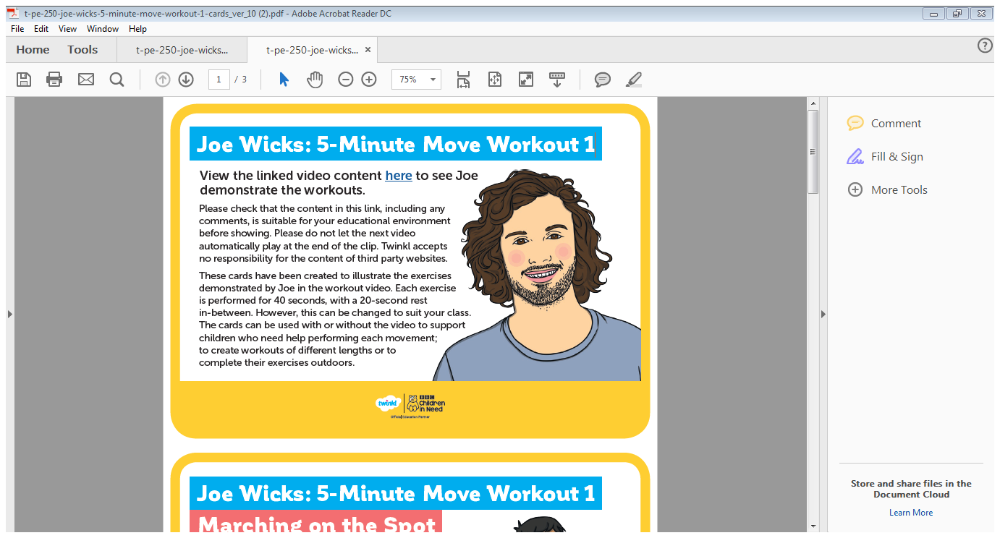 t-pe-250-joe-wicks-5-minute-move-workout-1-cards_ver_10 (2).pdf - Adobe Acrobat Reader DC
File Edit View Window Help
Home Tools t-pe-250-joe-wicks... t-pe-250-joe-wicks...
1 / 3 75%
Joe Wicks: 5-Minute Move Workout 1
View the linked video content here to see Joe
demonstrate the workouts.
Please check that the content in this link, including any
comments, is suitable for your educational environment
before showing. Please do not let the next video
automatically play at the end of the clip. Twinkl accepts
no responsibility for the content of third party websites.
These cards have been created to illustrate the exercises
demonstrated by Joe in the workout video. Each exercise
is performed for 40 seconds, with a 20-second rest
in-between. However, this can be changed to suit your class.
The cards can be used with or without the video to support
children who need help performing each movement;
to create workouts of different lengths or to
complete their exercises outdoors.
twinkl
BBC
Children
in Need
Official Education Partner
Joe Wicks: 5-Minute Move Workout 1
Marching on the Spot
Comment
Fill & Sign
More Tools
Store and share files in the
Document Cloud
Learn More